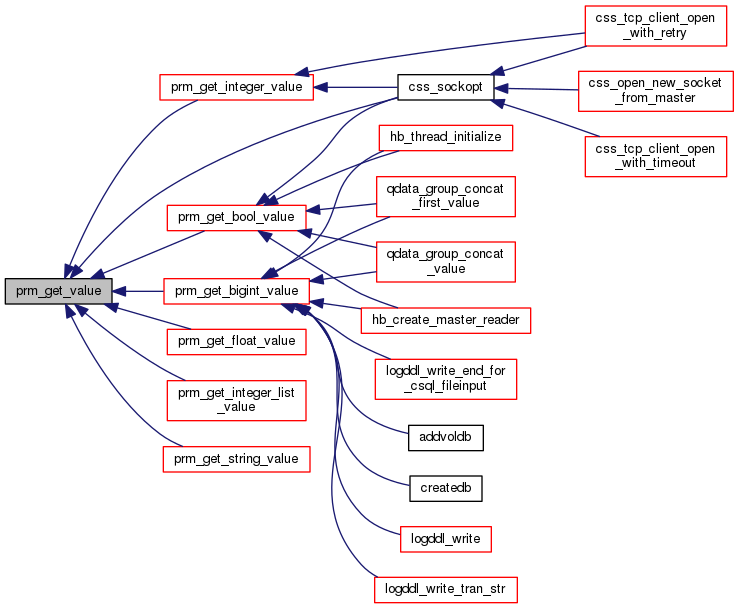 css_tcp_client_open
_with_retry
prm_get_integer_value
css_sockopt
css_open_new_socket
_from_master
hb_thread_initialize
css_tcp_client_open
_with_timeout
qdata_group_concat
_first_value
prm_get_bool_value
qdata_group_concat
_value
prm_get_value
prm_get_bigint_value
hb_create_master_reader
prm_get_float_value
logddl_write_end_for
_csql_fileinput
prm_get_integer_list
_value
addvoldb
prm_get_string_value
createdb
logddl_write
logddl_write_tran_str